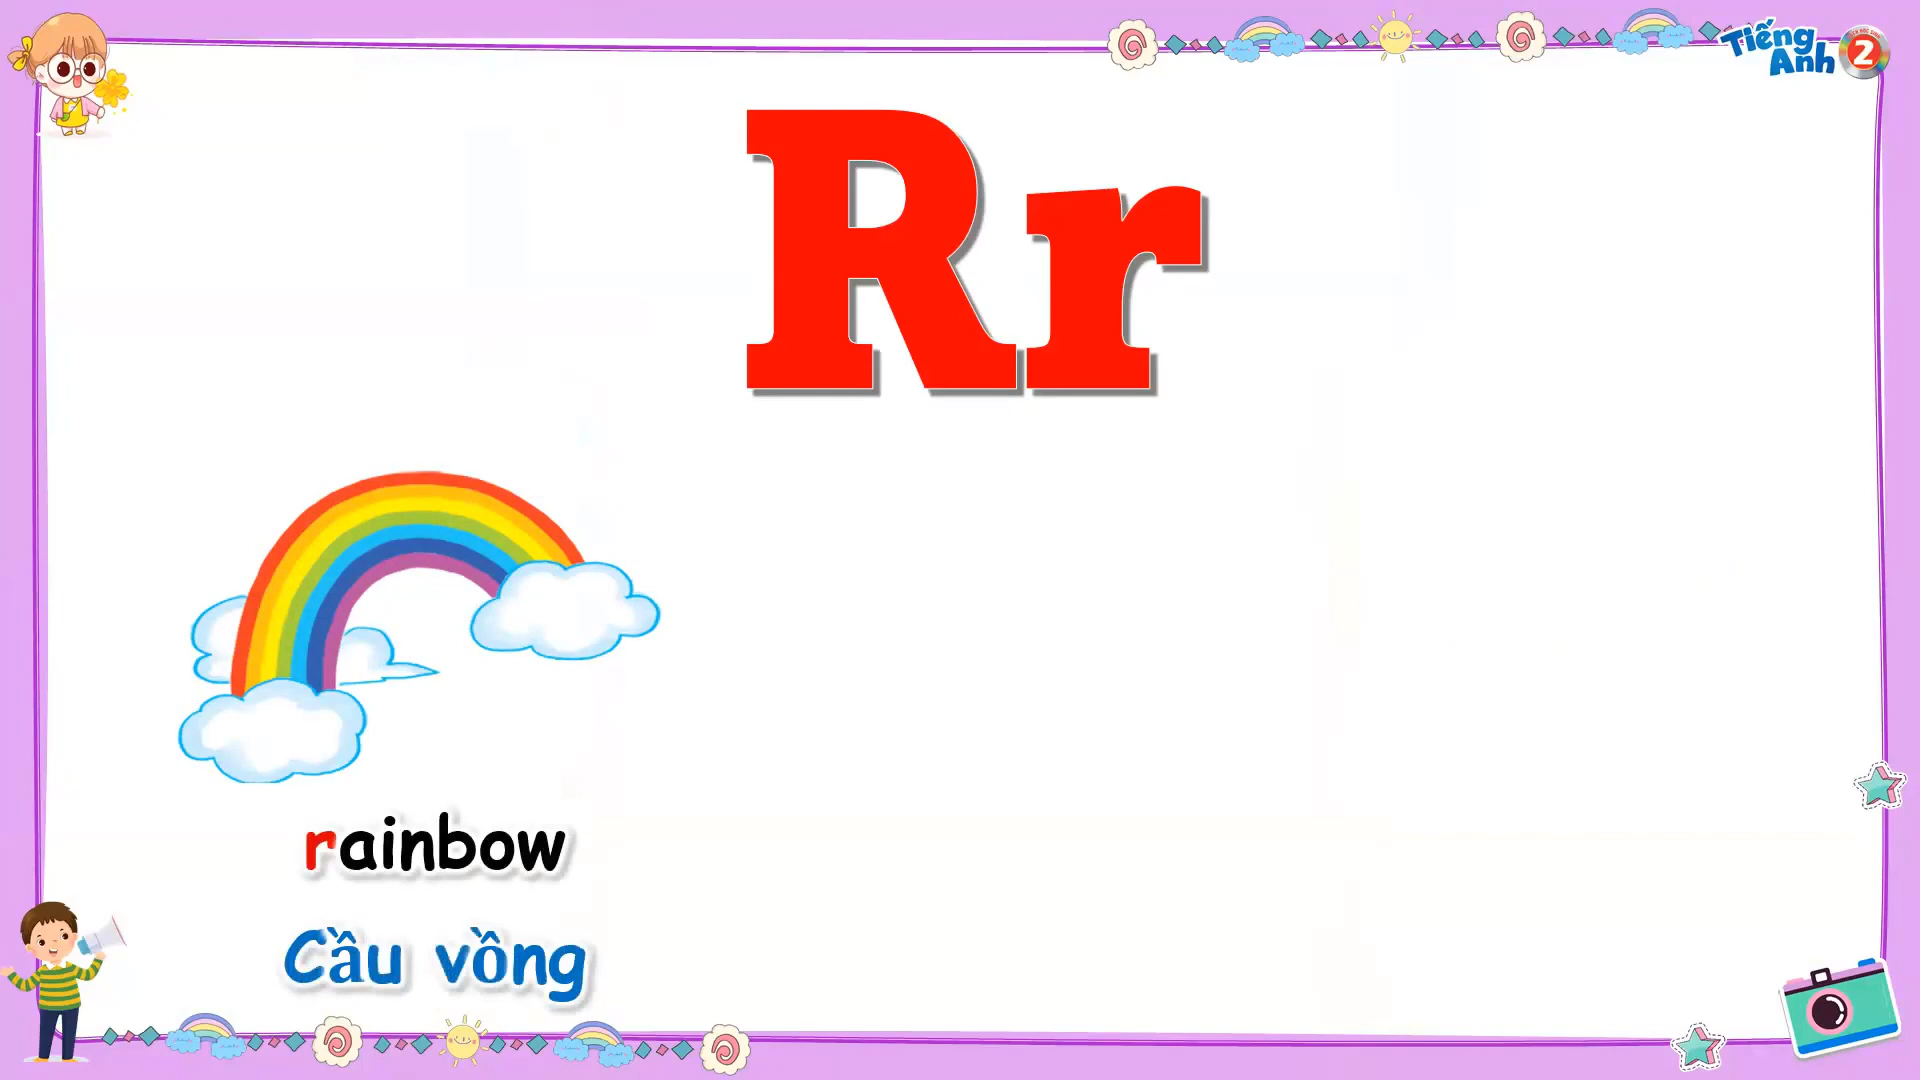 Tiếng
Anh 2
Rr
rainbow
Cầu vồng